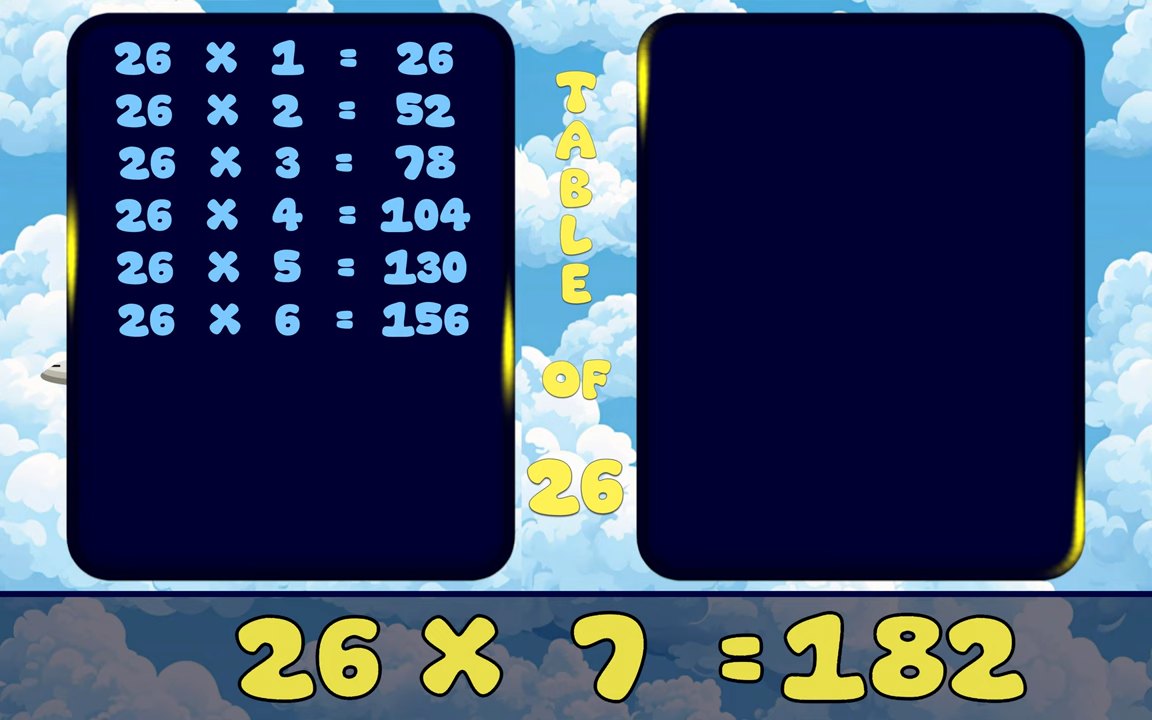 26 × 1 = 26
26 × 2 = 52
26 × 3 = 78
26 × 4 = 104
26 × 5 = 130
26 × 6 = 156
TABLE
OF
26
26 × 7 = 182